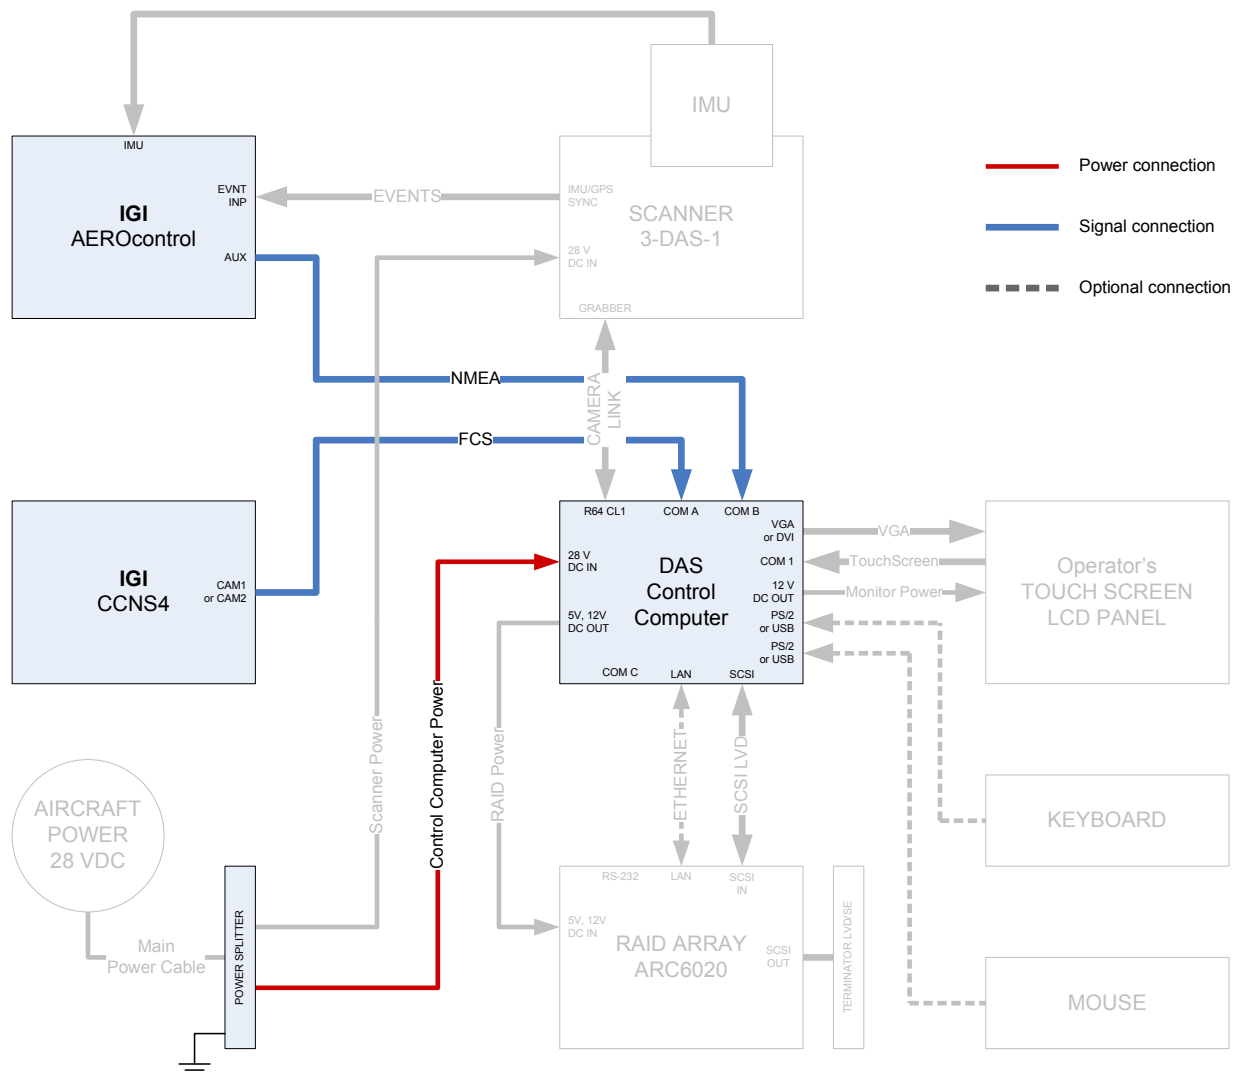 IMU
IMU
EVNT
INP
IGI
AEROcontrol
AUX
EVENTS
IMU/GPS
SYNC
SCANNER
3-DAS-1
28 V
DC IN
GRABBER
Power connection
Signal connection
Optional connection
NMEA
CAMERA
LINK
FCS
IGI
CCNS4
CAM1
or CAM2
R64 CL1
COM A
COM B
VGA
or DVI
28 V
DC IN
DAS
Control
Computer
COM 1
12 V
DC OUT
5V, 12V
DC OUT
PS/2
or USB
PS/2
or USB
COM C
LAN
SCSI
VGA
TouchScreen
Monitor Power
Operator's
TOUCH SCREEN
LCD PANEL
Scanner Power
Control Computer Power
RAID Power
ETHERNET
SCSI LVD
AIRCRAFT
POWER
28 VDC
KEYBOARD
Main
Power Cable
POWER SPLITTER
RS-232
LAN
SCSI
IN
5V, 12V
DC IN
RAID ARRAY
ARC6020
SCSI
OUT
TERMINATOR LVD/SE
MOUSE